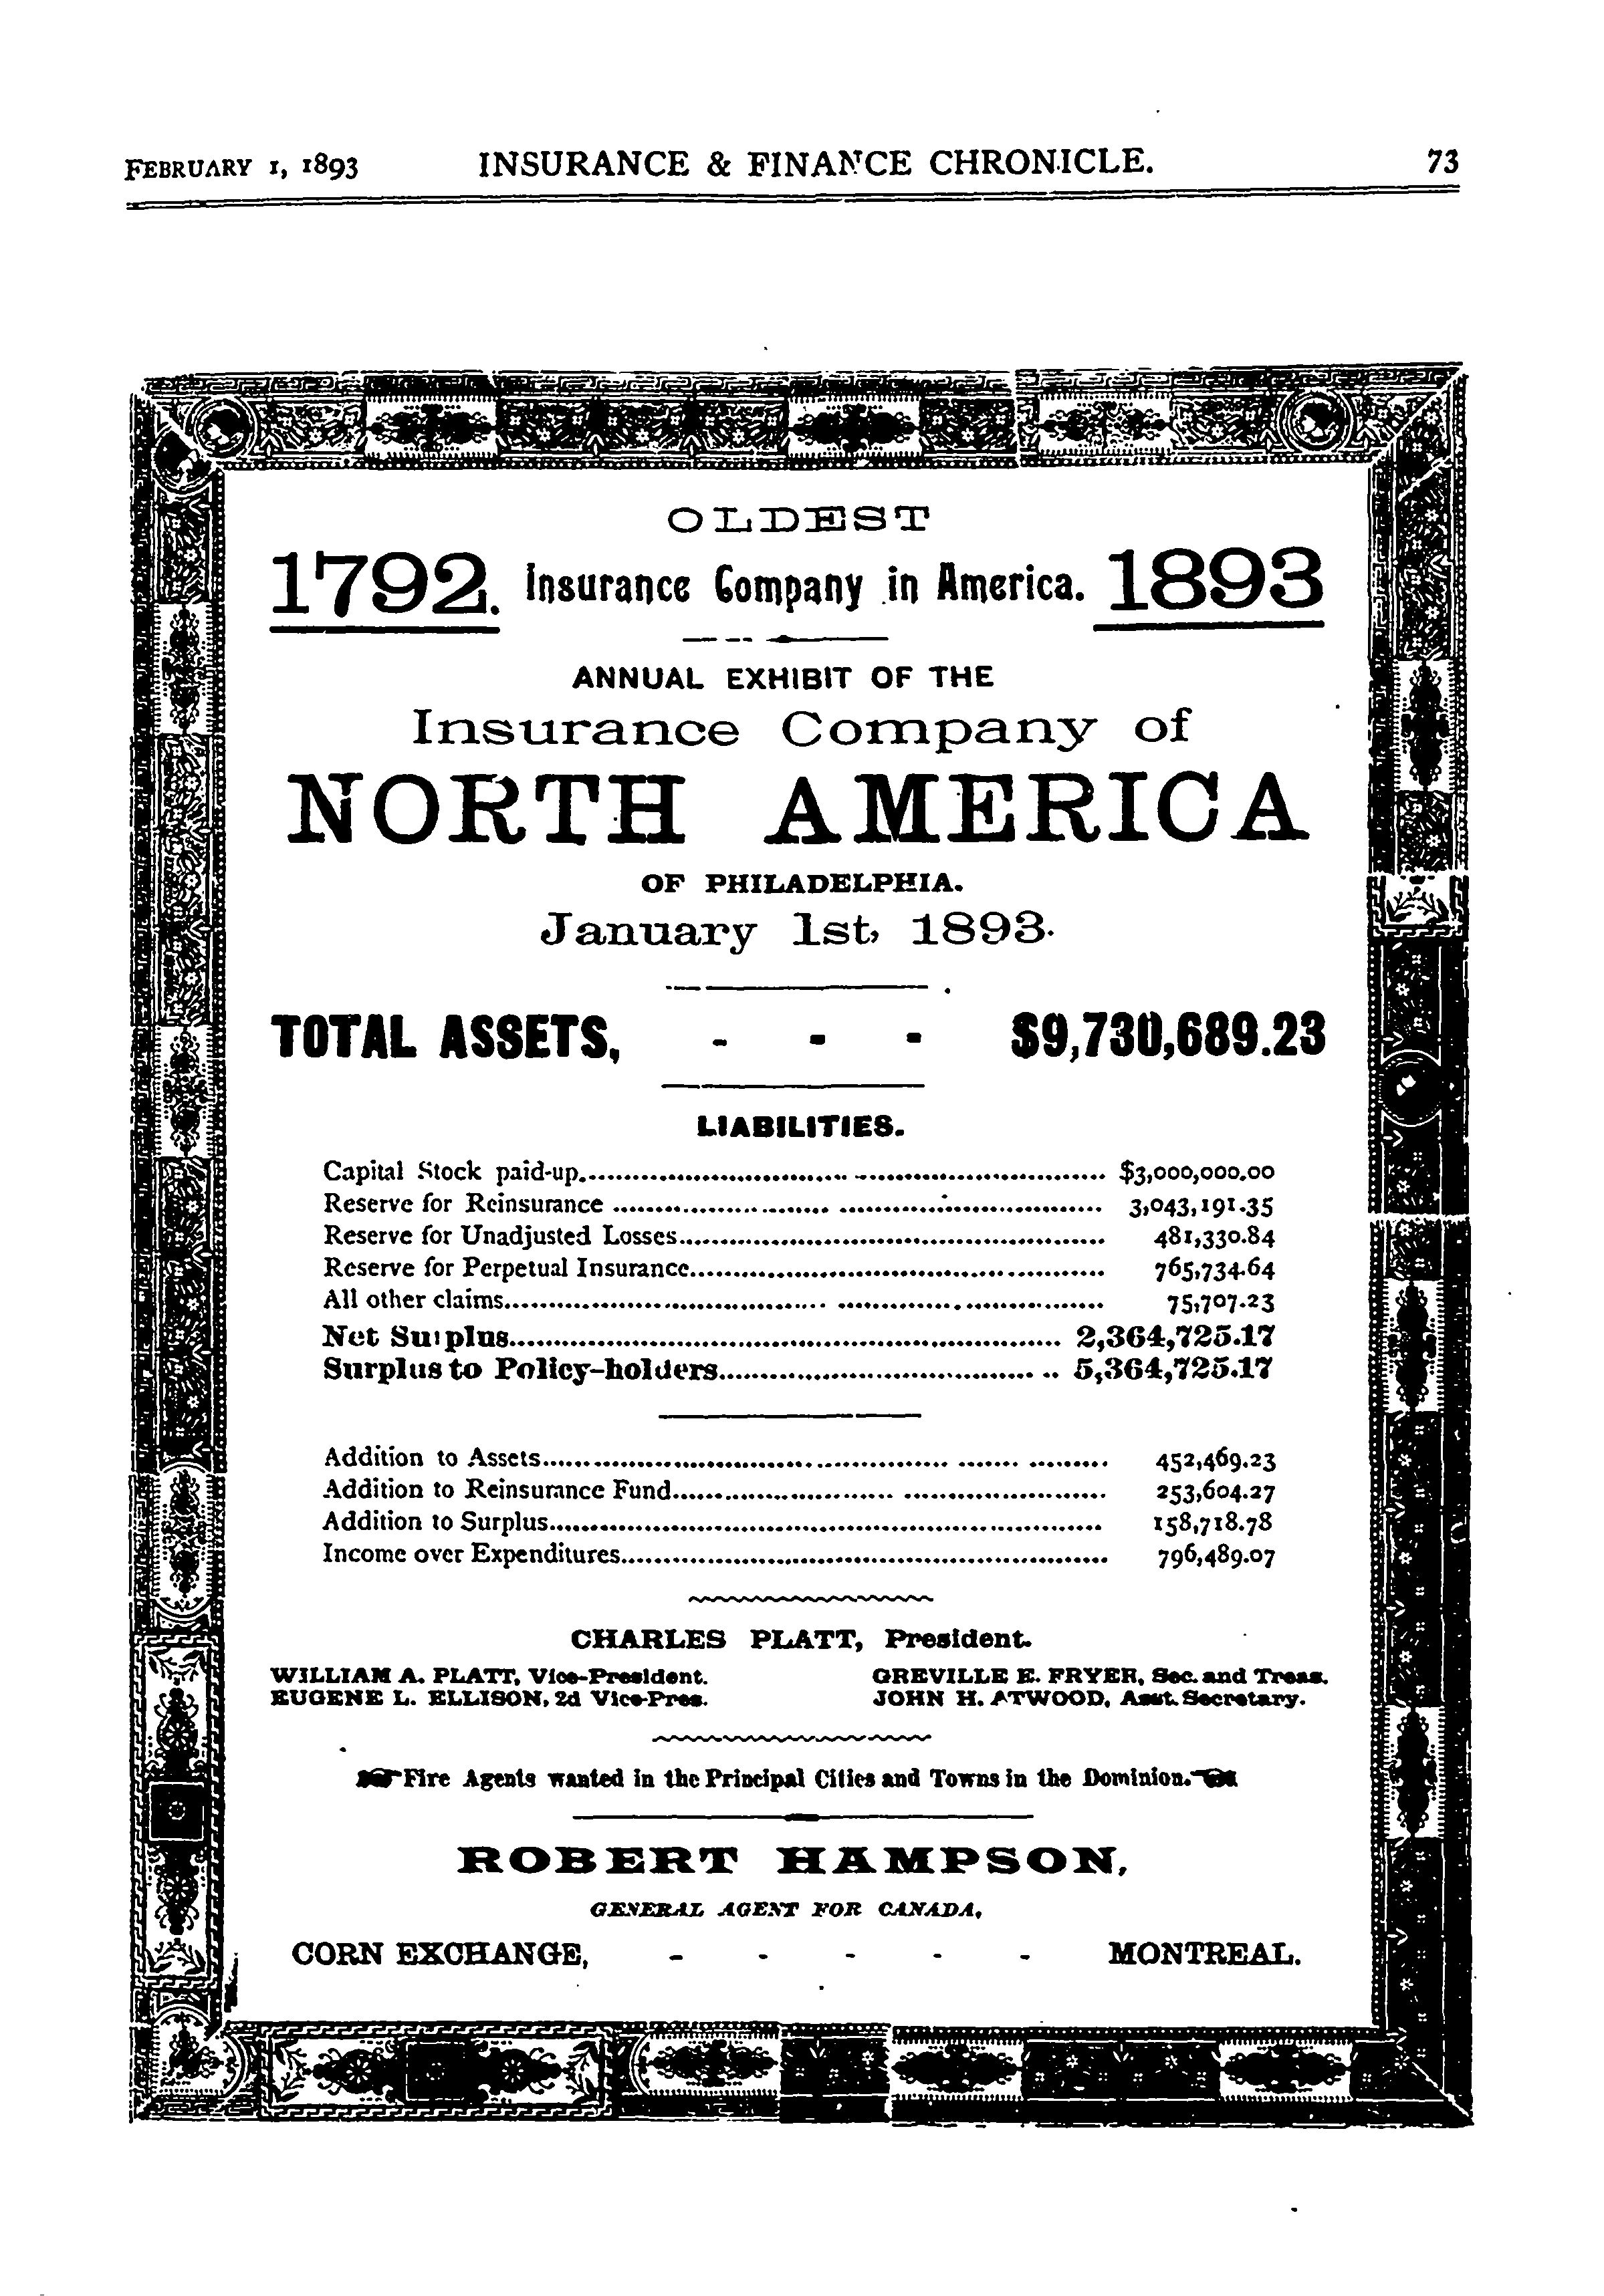 FEBRUARY 1, 1893 INSURANCE & FINANCE CHRONICLE. 73
OLDEST
1792. Insurance Company in America. 1893
ANNUAL EXHIBIT OF THE
Insurance Company of
NORTH AMERICA
OF PHILADELPHIA.
January 1st, 1893.
TOTAL ASSETS, - - - $9,730,689.23
LIABILITIES.
Capital Stock paid-up. $3,000,000.00
Reserve for Reinsurance 3,043,191.35
Reserve for Unadjusted Losses 481,330.84
Reserve for Perpetual Insurance 765,734.64
All other claims 75,707.23
Net Surplus 2,364,725.17
Surplus to Policy-holders 5,364,725.17
Addition to Assets 452,469.23
Addition to Reinsurance Fund 253,604.27
Addition to Surplus 158,718.78
Income over Expenditures 796,489.07
CHARLES PLATT, President.
WILLIAM A. PLATT, Vice-President. GREVILLE E. FRYER, Sec. and Treas.
EUGENE L. ELLISON, 2d Vice-Pres. JOHN H. ATWOOD, Asst. Secretary.
Fire Agents wanted in the Principal Cities and Towns in the Dominion.
ROBERT HAMPSON,
GENERAL AGENT FOR CANADA,
CORN EXCHANGE, - - - - - MONTREAL.